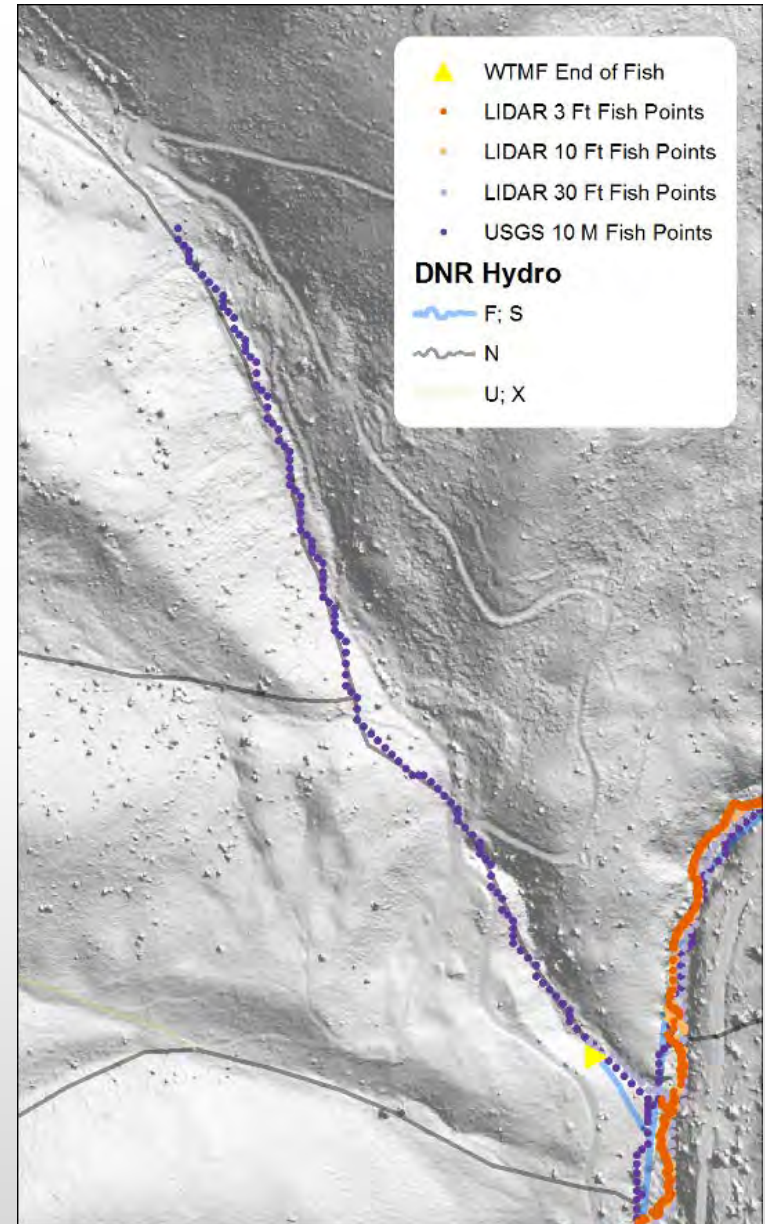 WTMF End of Fish
LIDAR 3 Ft Fish Points
LIDAR 10 Ft Fish Points
LIDAR 30 Ft Fish Points
USGS 10 M Fish Points
DNR Hydro
F; S
N
U; X